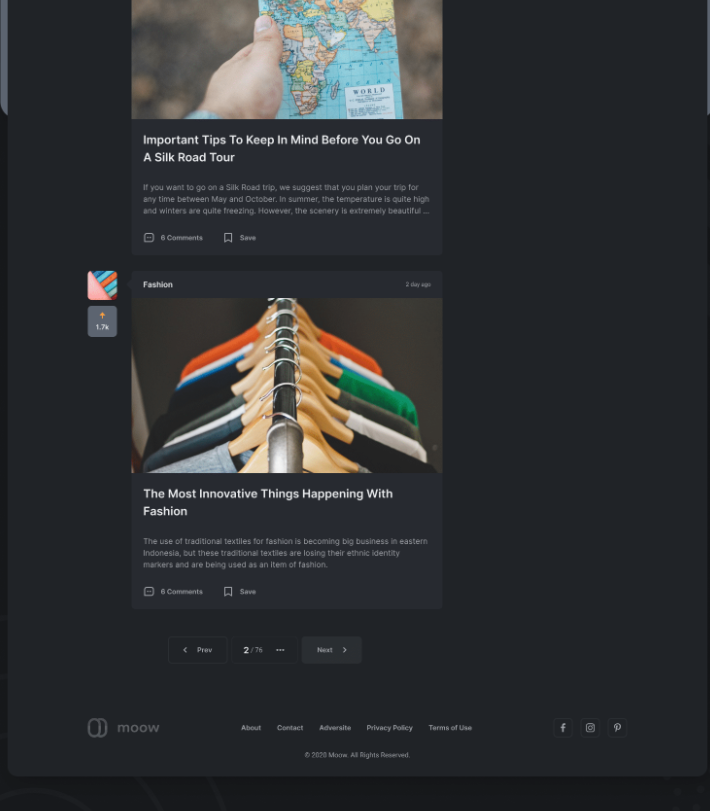 WORLD
Important Tips To Keep In Mind Before You Go On
A Silk Road Tour
If you want to go on a Silk Road trip, we suggest that you plan your trip for
any time between May and October. In summer, the temperature is quite high
and winters are quite freezing. However, the scenery is extremely beautiful ...
6 Comments Save
Fashion 2 day ago
1.7k
The Most Innovative Things Happening With
Fashion
The use of traditional textiles for fashion is becoming big business in eastern
Indonesia, but these traditional textiles are losing their ethnic identity
markers and are being used as an item of fashion.
6 Comments Save
Prev 2 / 76 ••• Next
moow About Contact Adversite Privacy Policy Terms of Use
© 2020 Moow. All Rights Reserved.